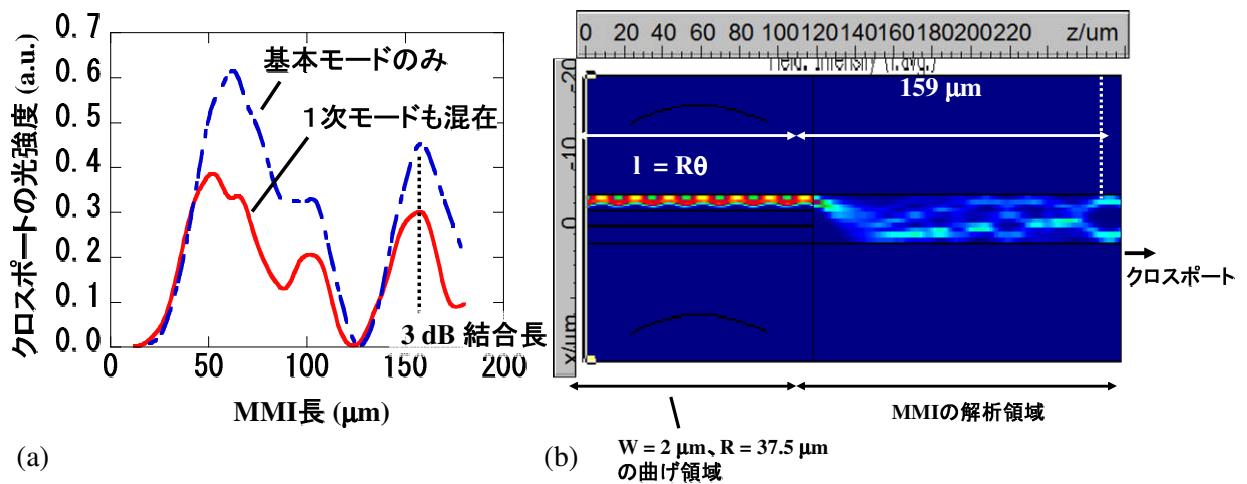 0.7
0.6
0.5
0.4
0.3
0.2
0.1
0.0
クロスポートの光強度 (a.u.)
基本モードのみ
1次モードも混在
3 dB 結合長
0 50 100 150 200
MMI長 (μm)
(a)
0 20 40 60 80 100120140160180200220 z/um
Field Intensity (T.avg.)
-20
-10
0
x/um
159 μm
l = Rθ
クロスポート
MMIの解析領域
W = 2 μm、R = 37.5 μm
の曲げ領域
(b)